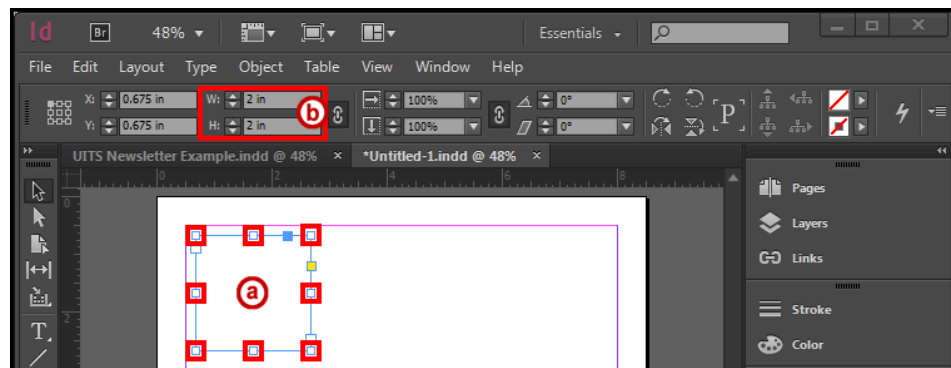 Id Br 48% Essentials
File Edit Layout Type Object Table View Window Help
X: 0.675 in W: 2 in b 100% 0° P
Y: 0.675 in H: 2 in 100% 0°
UITS Newsletter Example.indd @ 48% × *Untitled-1.indd @ 48% ×
0 2 4 6 8
0
Pages
Layers
Links
a
2
T
Stroke
Color